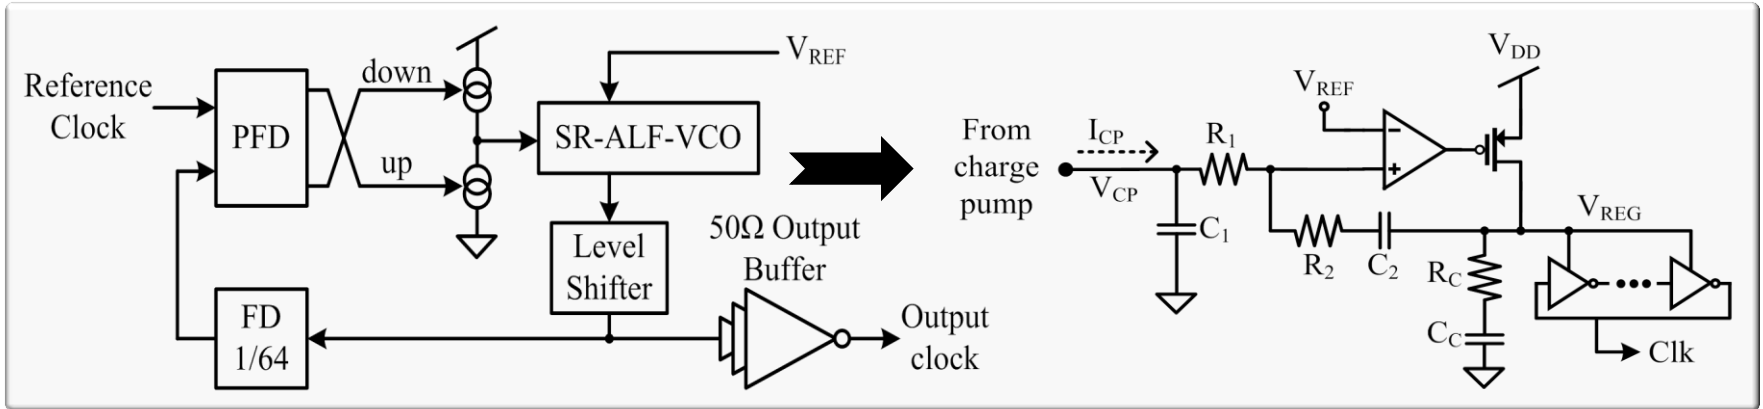 Reference
Clock
PFD
down
up
V_REF
SR-ALF-VCO
Level
Shifter
50Ω Output
Buffer
FD
1/64
Output
clock
From
charge
pump
I_CP
V_CP
R_1
C_1
V_REF
V_DD
R_2
C_2
V_REG
R_C
C_C
Clk